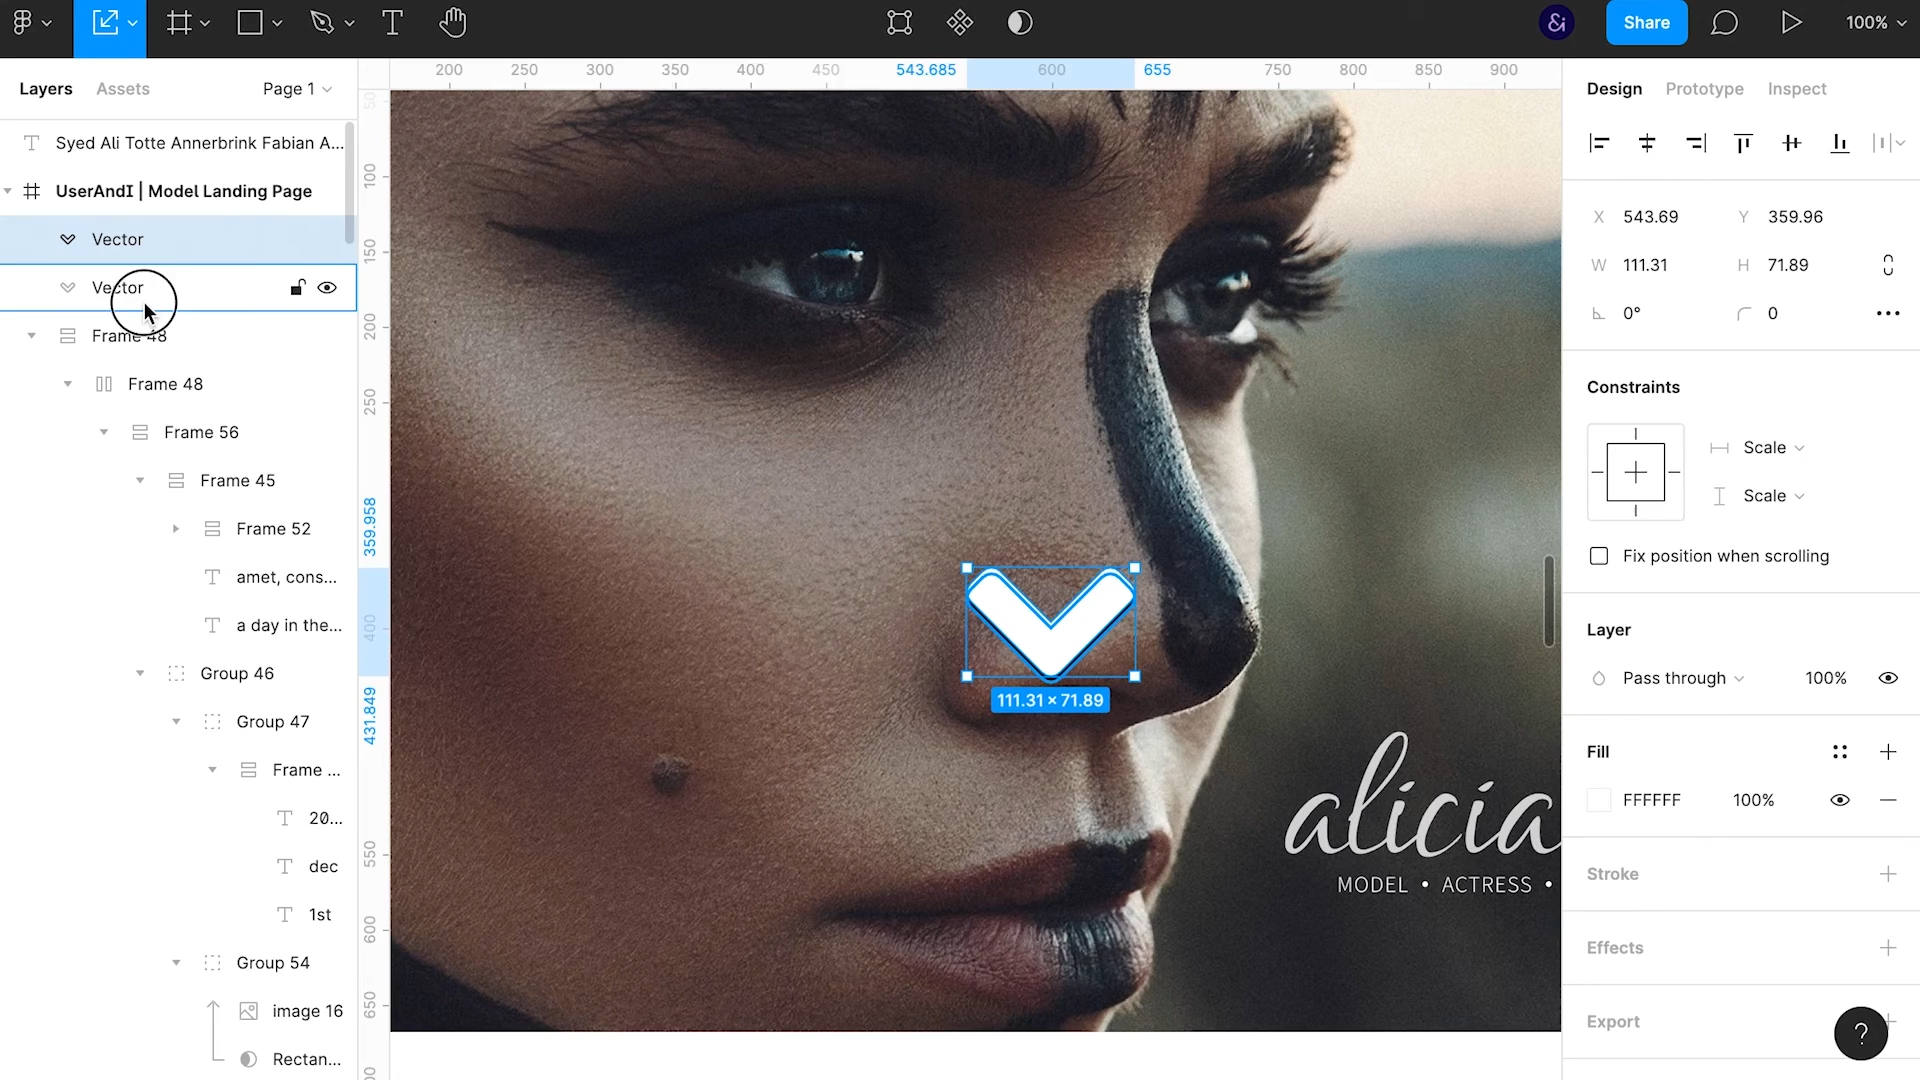 &i
Share
100%
Layers
Assets
Page 1
200
250
300
350
400
450
543.685
600
655
750
800
850
900
Design
Prototype
Inspect
Syed Ali Totte Annerbrink Fabian A...
UserAndI | Model Landing Page
Vector
Vector
Frame 48
Frame 48
Frame 56
Frame 45
Frame 52
amet, cons...
a day in the...
Group 46
Group 47
Frame ...
20...
dec
1st
Group 54
image 16
Rectan...
50
100
150
200
250
359.958
400
431.849
550
600
650
111.31 × 71.89
alicia
MODEL • ACTRESS •
X 543.69
Y 359.96
W 111.31
H 71.89
0°
0
Constraints
Scale
Scale
Fix position when scrolling
Layer
Pass through
100%
Fill
FFFFFF
100%
Stroke
Effects
Export
?